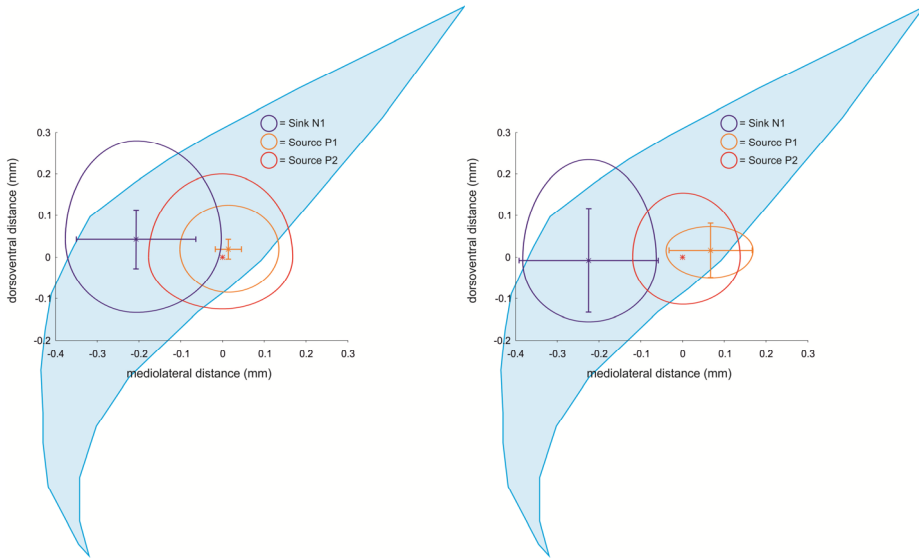 = Sink N1
= Source P1
= Source P2
dorsoventral distance (mm)
0.3
0.2
0.1
0
-0.1
-0.2
-0.4
-0.3
-0.2
-0.1
0
0.1
0.2
0.3
mediolateral distance (mm)
= Sink N1
= Source P1
= Source P2
dorsoventral distance (mm)
0.3
0.2
0.1
0
-0.1
-0.2
-0.4
-0.3
-0.2
-0.1
0
0.1
0.2
0.3
mediolateral distance (mm)